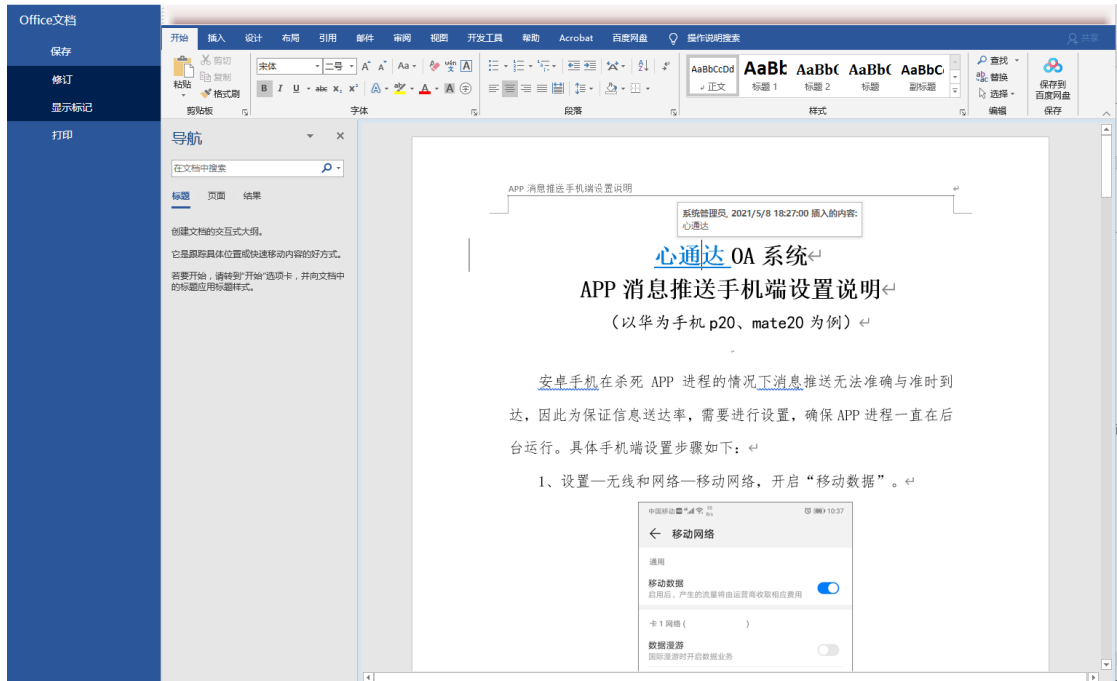 Office文档
保存
修订
显示标记
打印
开始 插入 设计 布局 引用 邮件 审阅 视图 开发工具 帮助 Acrobat 百度网盘 操作说明搜索 共享
粘贴
剪切
复制
格式刷
剪贴板
宋体 二号 A A Aa
B I U abc X₂ X² A A A
字体
段落
AaBbCcDd AaBb AaBb( AaBb( AaBbC
正文 标题 1 标题 2 标题 副标题
样式
查找
替换
选择
编辑
保存到
百度网盘
保存
导航
在文档中搜索
标题 页面 结果
创建文档的交互式大纲。
它是跟踪具体位置或快速移动内容的好方式。
若要开始，请转到“开始”选项卡，并向文档中
的标题应用标题样式。
APP 消息推送手机端设置说明
系统管理员, 2021/5/8 18:27:00 插入的内容:
心通达
心通达 OA 系统
APP 消息推送手机端设置说明
（以华为手机 p20、mate20 为例）
安卓手机在杀死 APP 进程的情况下消息推送无法准确与准时到
达，因此为保证信息送达率，需要进行设置，确保 APP 进程一直在后
台运行。具体手机端设置步骤如下：
1、设置—无线和网络—移动网络，开启“移动数据”。
中国移动 10:37
← 移动网络
通用
移动数据
启用后，产生的流量将由运营商收取相应费用
卡 1 网络 ( )
数据漫游
国际漫游时开启数据业务